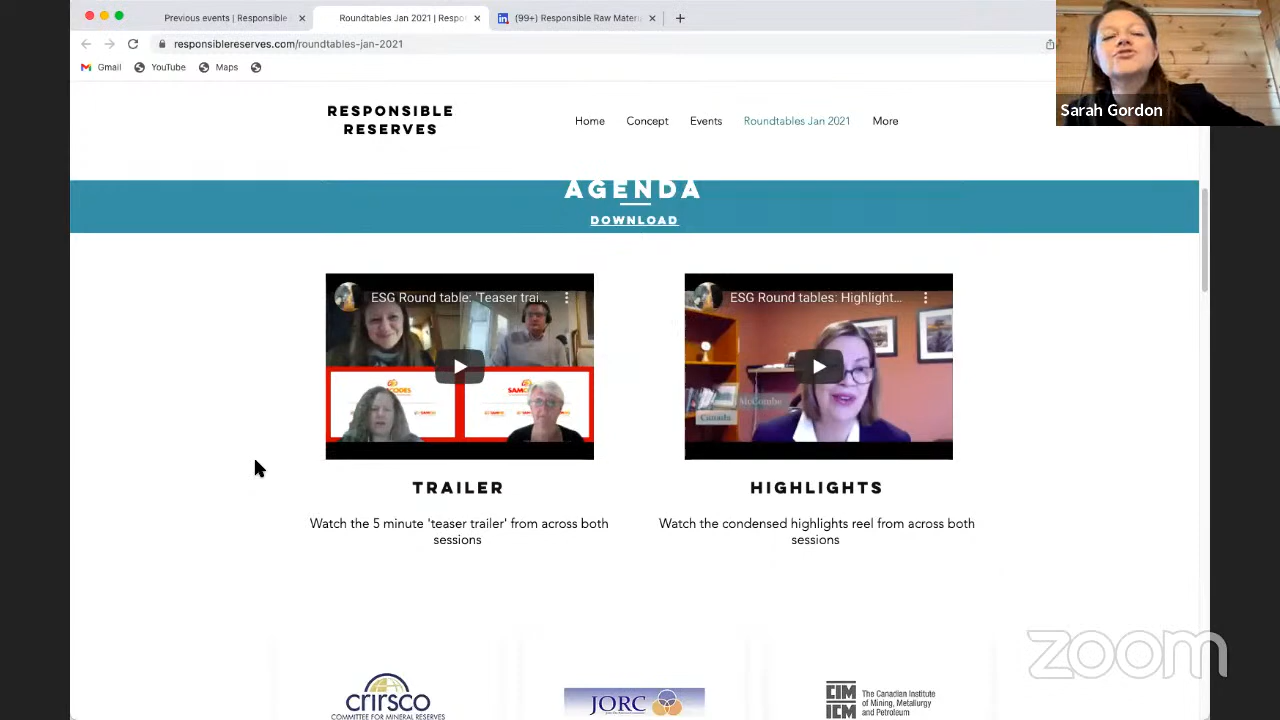 Previous events | Responsible
Roundtables Jan 2021 | Respon
(99+) Responsible Raw Materi
responsiblereserves.com/roundtables-jan-2021
Gmail
YouTube
Maps
Sarah Gordon
RESPONSIBLE
RESERVES
Home
Concept
Events
Roundtables Jan 2021
More
AGENDA
DOWNLOAD
ESG Round table: 'Teaser trai...
ESG Round tables: Highlight...
SAMCODES
Canada
TRAILER
HIGHLIGHTS
Watch the 5 minute 'teaser trailer' from across both
sessions
Watch the condensed highlights reel from across both
sessions
crirsco
COMMITTEE FOR MINERAL RESERVES
JORC
CIM
ICM
The Canadian Institute
of Mining, Metallurgy
and Petroleum
zoom